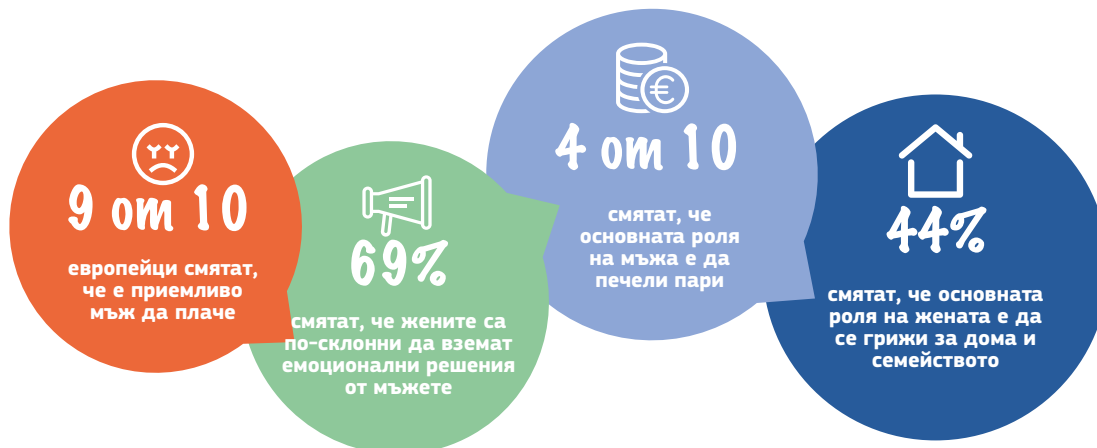 9 от 10
европейци смятат,
че е приемливо
мъж да плаче
69%
смятат, че жените са
по-склонни да вземат
емоционални решения
от мъжете
4 от 10
смятат, че
основната роля
на мъжа е да
печели пари
44%
смятат, че основната
роля на жената е да
се грижи за дома и
семейството